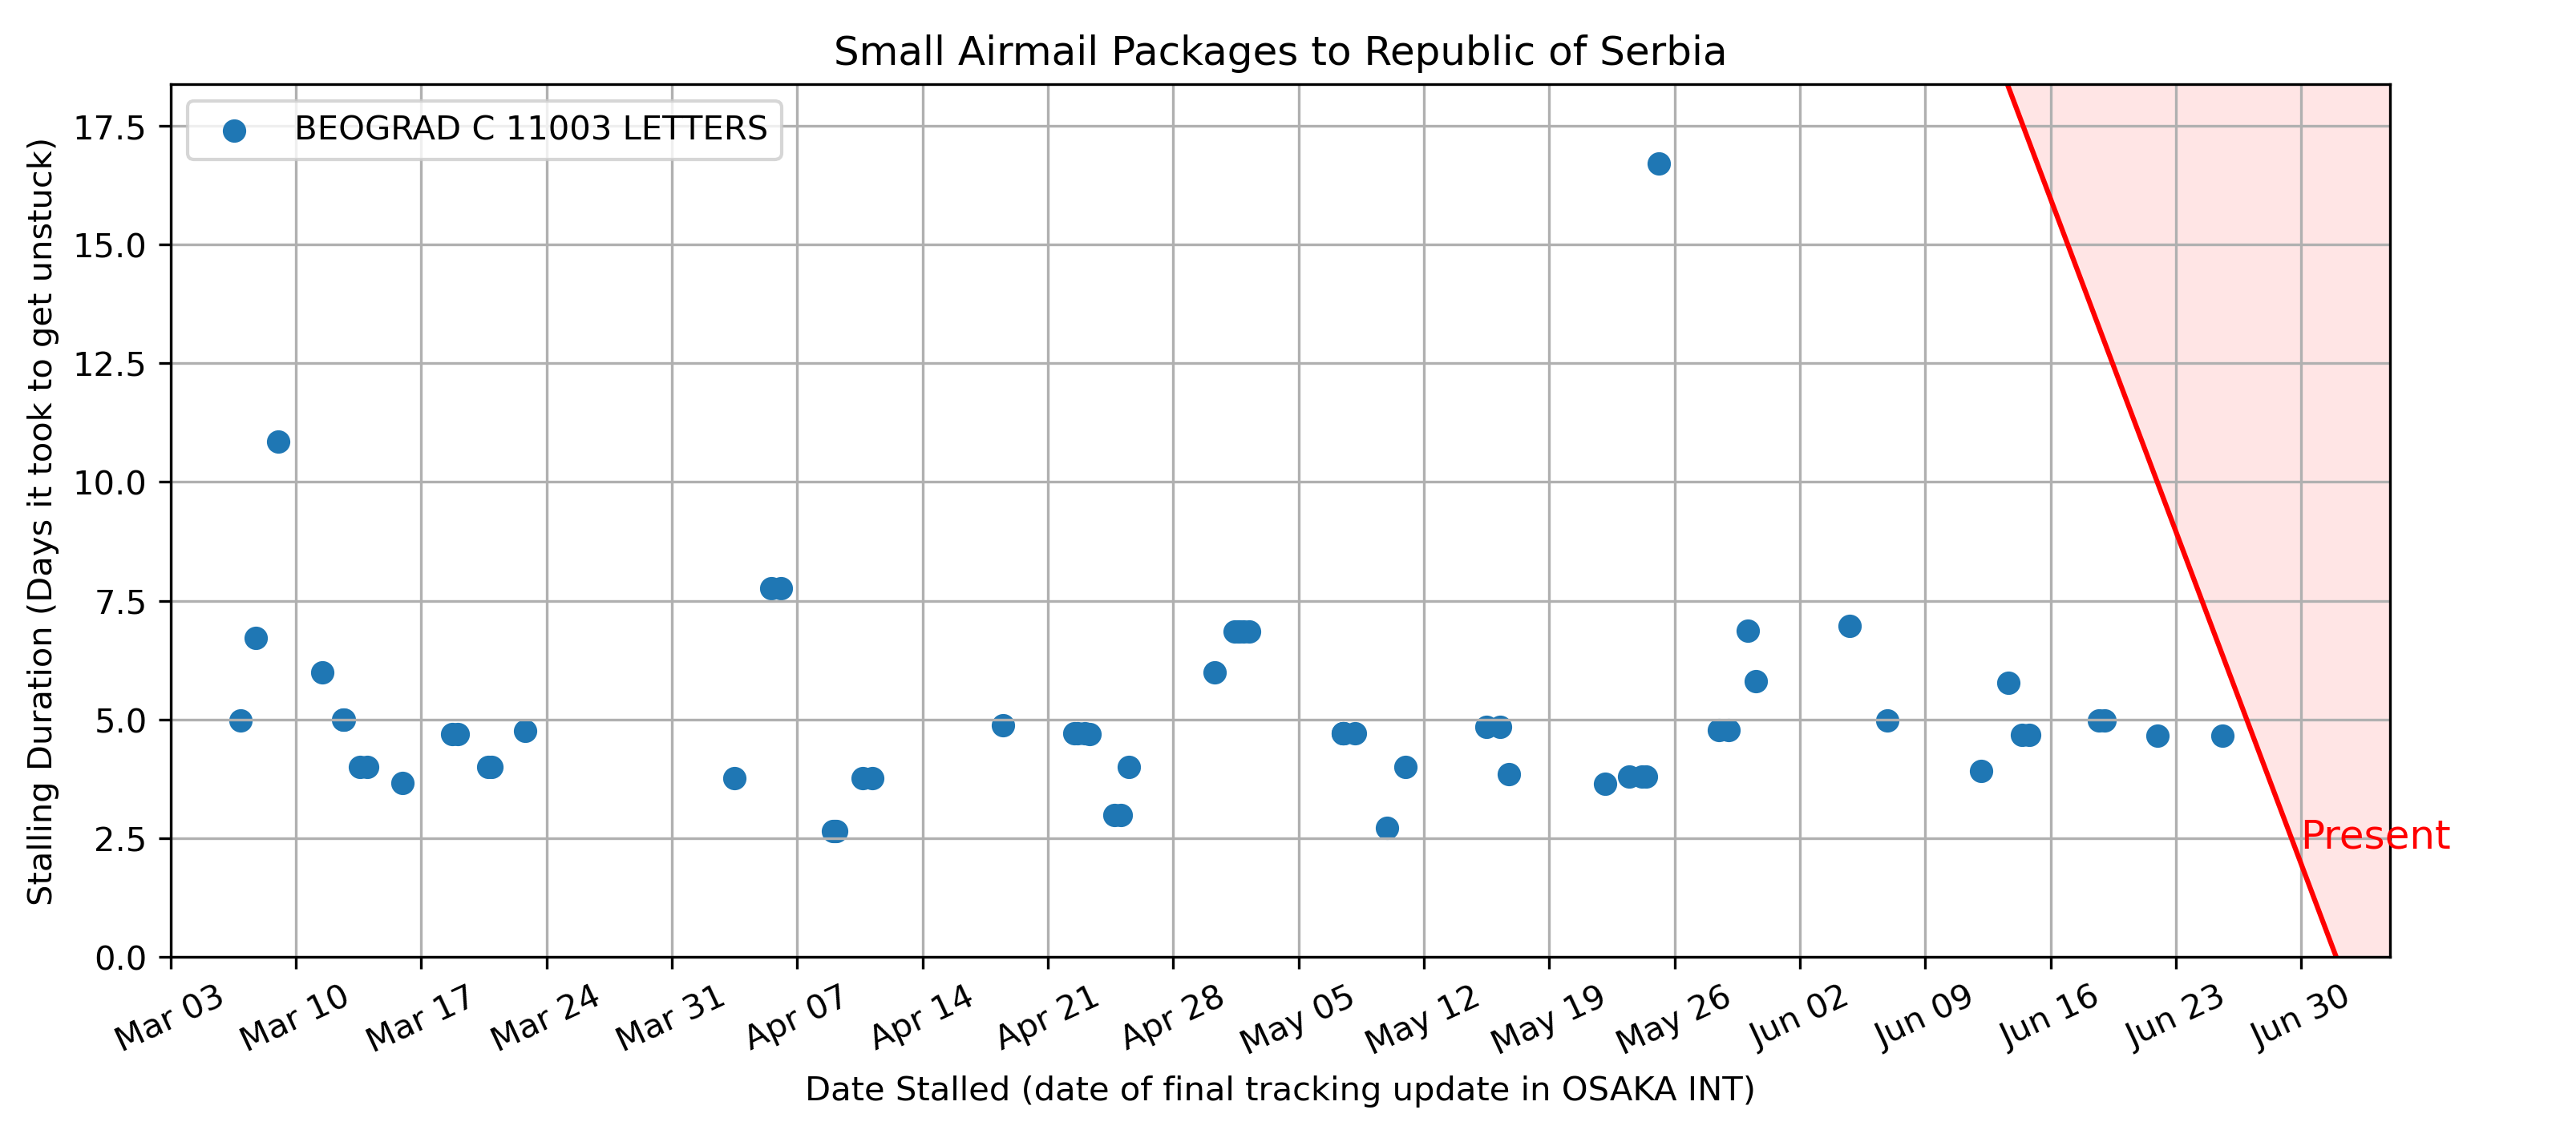 Small Airmail Packages to Republic of Serbia
BEOGRAD C 11003 LETTERS
Stalling Duration (Days it took to get unstuck)
17.5
15.0
12.5
10.0
7.5
5.0
2.5
0.0
Present
Mar 03 Mar 10 Mar 17 Mar 24 Mar 31 Apr 07 Apr 14 Apr 21 Apr 28 May 05 May 12 May 19 May 26 Jun 02 Jun 09 Jun 16 Jun 23 Jun 30
Date Stalled (date of final tracking update in OSAKA INT)